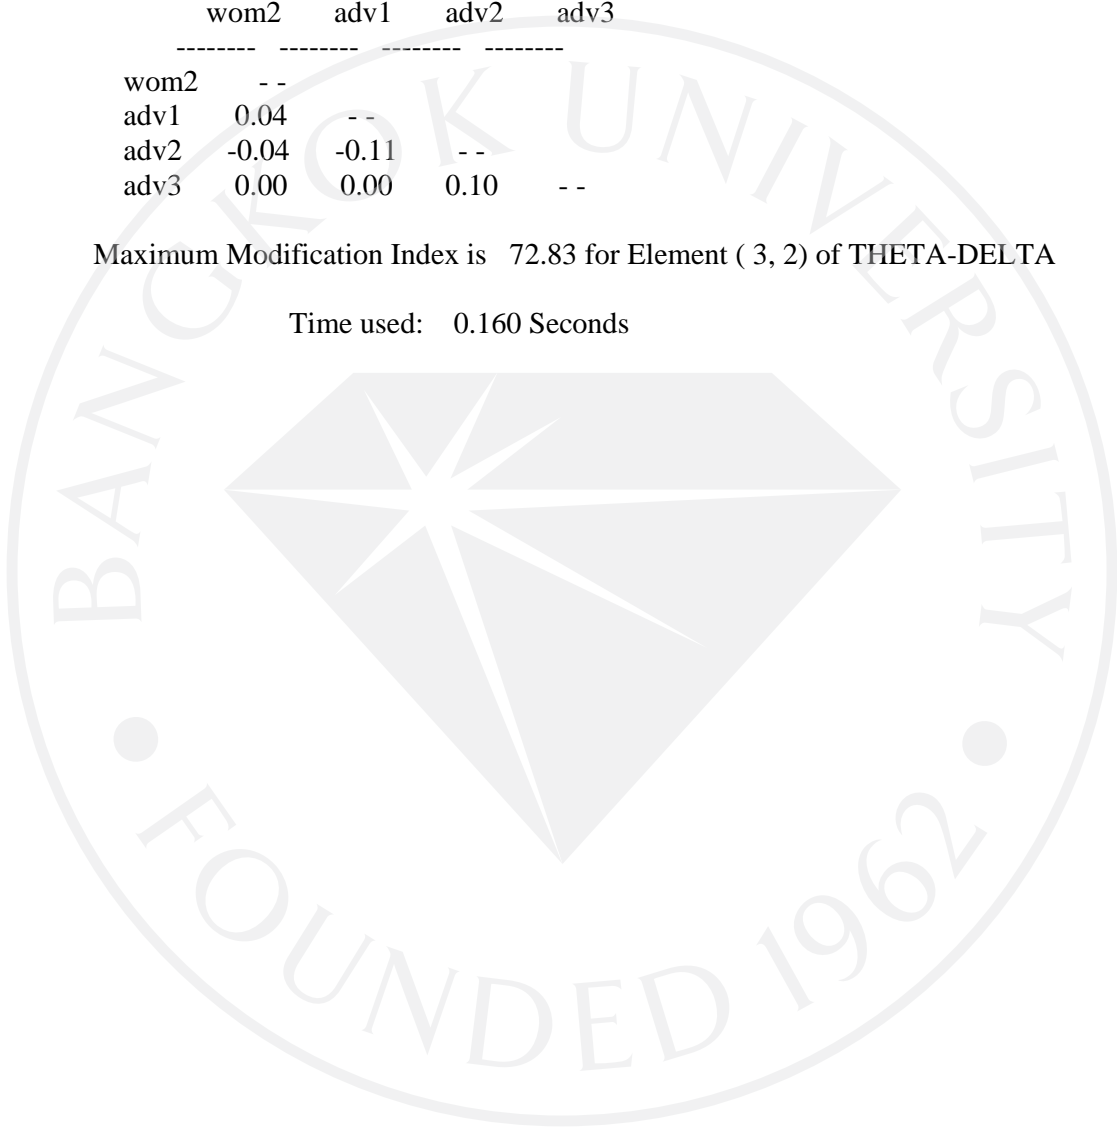 wom2 adv1 adv2 adv3
-------- -------- -------- --------
wom2 - -
adv1 0.04 - -
adv2 -0.04 -0.11 - -
adv3 0.00 0.00 0.10 - -
Maximum Modification Index is 72.83 for Element ( 3, 2) of THETA-DELTA
Time used: 0.160 Seconds
BANGKOK UNIVERSITY
FOUNDED 1962